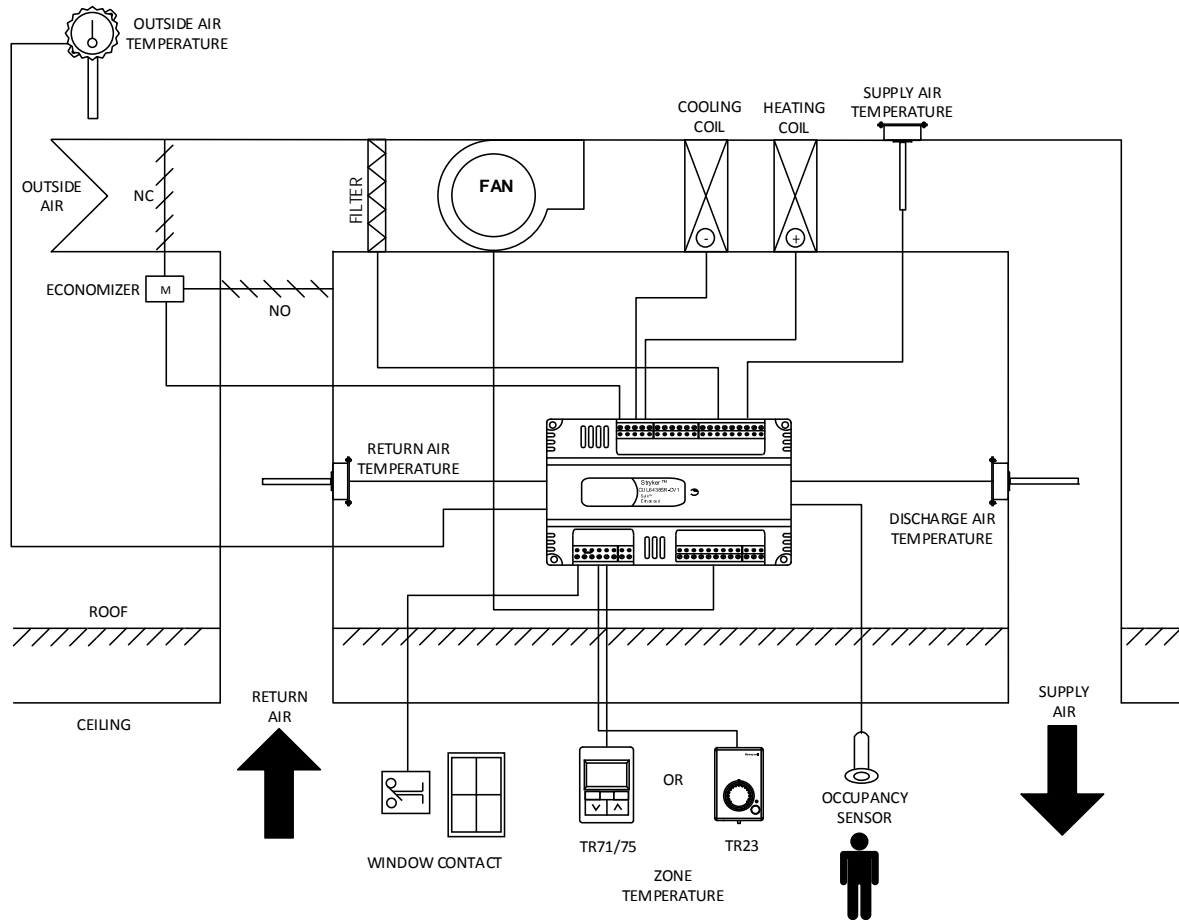 OUTSIDE AIR
TEMPERATURE
COOLING
COIL
HEATING
COIL
SUPPLY AIR
TEMPERATURE
OUTSIDE
AIR
NC
FILTER
FAN
ECONOMIZER
M
NO
-
+
RETURN AIR
TEMPERATURE
Stryker™
DISCHARGE AIR
TEMPERATURE
ROOF
CEILING
RETURN
AIR
SUPPLY
AIR
OR
OCCUPANCY
SENSOR
WINDOW CONTACT
TR71/75
TR23
ZONE
TEMPERATURE